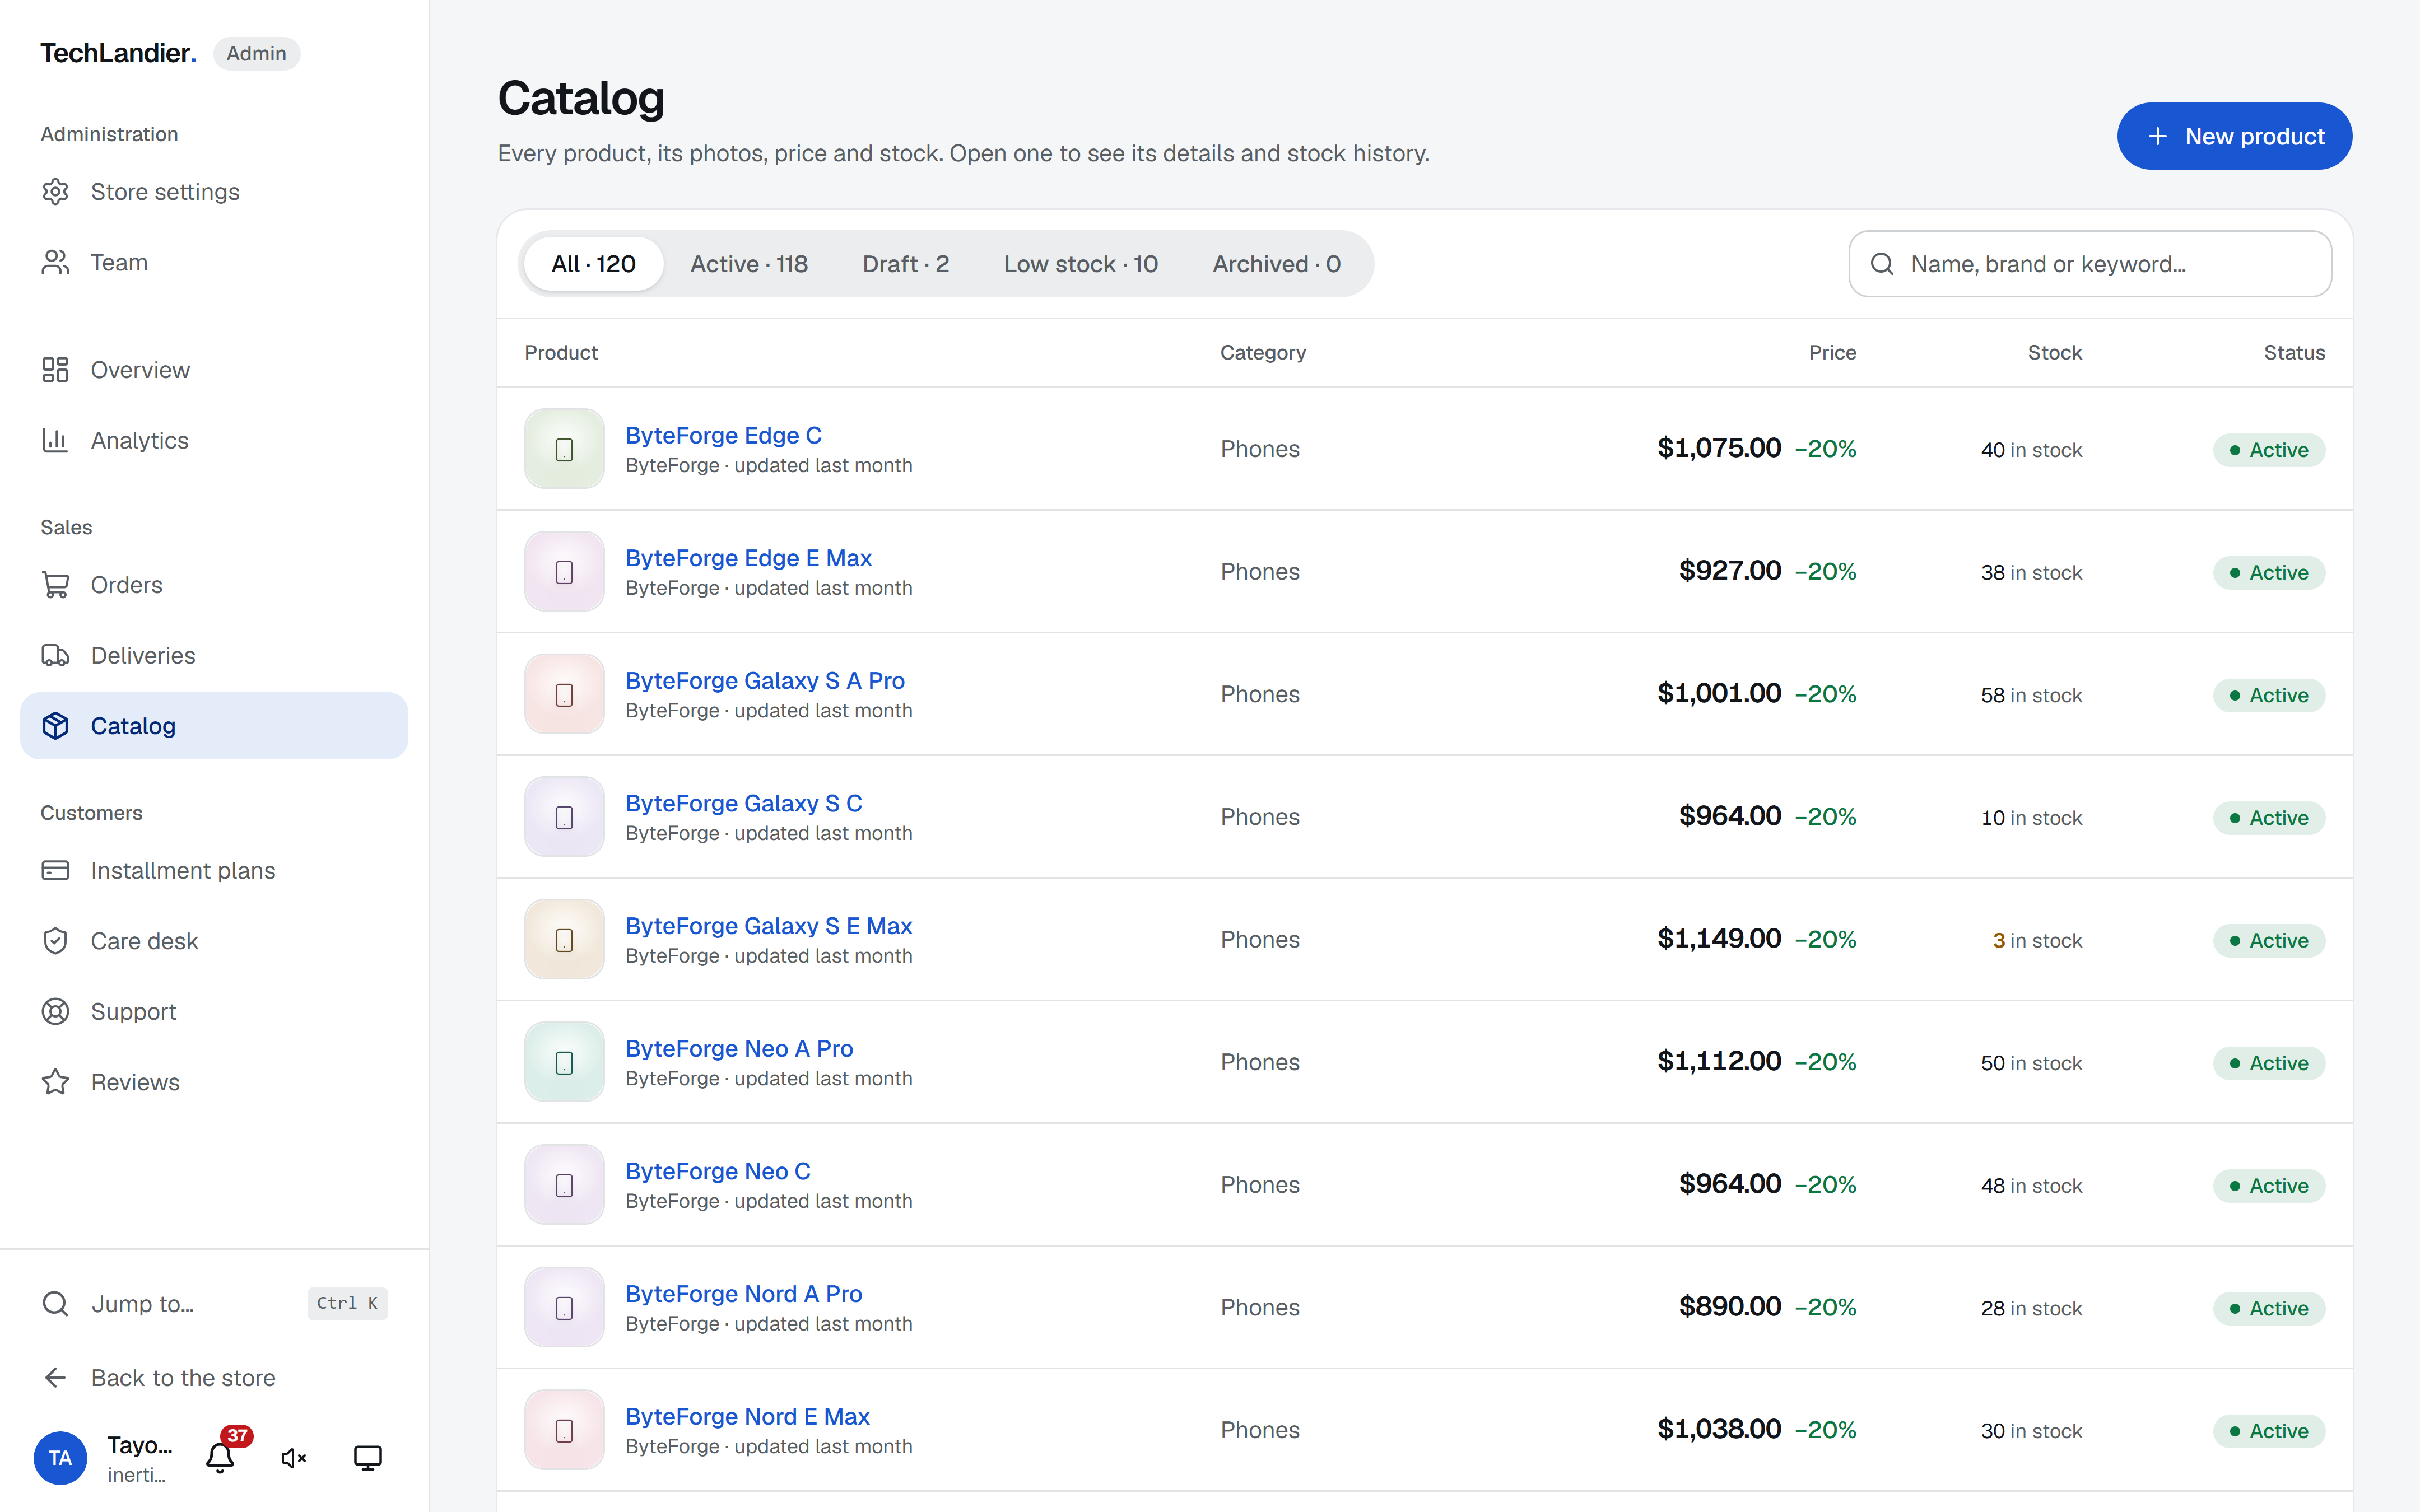 TechLandier. Admin
Administration
Store settings
Team
Overview
Analytics
Sales
Orders
Deliveries
Catalog
Customers
Installment plans
Care desk
Support
Reviews
Jump to... Ctrl K
Back to the store
TA Tayo... 37
inerti...
Catalog
Every product, its photos, price and stock. Open one to see its details and stock history.
+ New product
All · 120 Active · 118 Draft · 2 Low stock · 10 Archived · 0 Name, brand or keyword...
Product Category Price Stock Status
ByteForge Edge C
ByteForge · updated last month
Phones $1,075.00 −20% 40 in stock Active
ByteForge Edge E Max
ByteForge · updated last month
Phones $927.00 −20% 38 in stock Active
ByteForge Galaxy S A Pro
ByteForge · updated last month
Phones $1,001.00 −20% 58 in stock Active
ByteForge Galaxy S C
ByteForge · updated last month
Phones $964.00 −20% 10 in stock Active
ByteForge Galaxy S E Max
ByteForge · updated last month
Phones $1,149.00 −20% 3 in stock Active
ByteForge Neo A Pro
ByteForge · updated last month
Phones $1,112.00 −20% 50 in stock Active
ByteForge Neo C
ByteForge · updated last month
Phones $964.00 −20% 48 in stock Active
ByteForge Nord A Pro
ByteForge · updated last month
Phones $890.00 −20% 28 in stock Active
ByteForge Nord E Max
ByteForge · updated last month
Phones $1,038.00 −20% 30 in stock Active